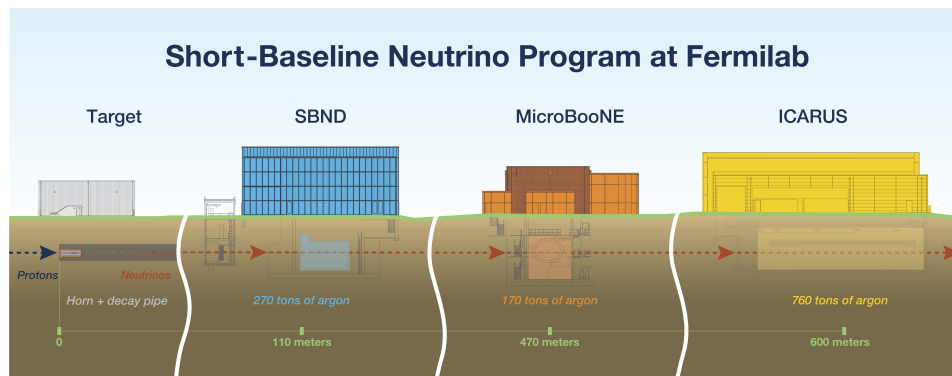 Short-Baseline Neutrino Program at Fermilab
Target
SBND
MicroBooNE
ICARUS
Protons
Neutrinos
Horn + decay pipe
270 tons of argon
170 tons of argon
760 tons of argon
0
110 meters
470 meters
600 meters